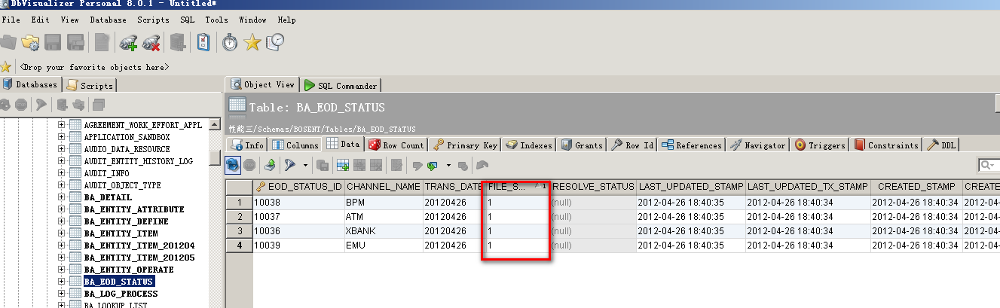 DbVisualizer Personal 8.0.1 - Untitled*
File Edit View Database Scripts SQL Tools Window Help
<Drop your favorite objects here>
Databases Scripts
AGREEMENT_WORK_EFFORT_APPL
APPLICATION_SANDBOX
AUDIO_DATA_RESOURCE
AUDIT_ENTITY_HISTORY_LOG
AUDIT_INFO
AUDIT_OBJECT_TYPE
BA_DETAIL
BA_ENTITY_ATTRIBUTE
BA_ENTITY_DEFINE
BA_ENTITY_ITEM
BA_ENTITY_ITEM_201204
BA_ENTITY_ITEM_201205
BA_ENTITY_OPERATE
BA_EOD_STATUS
BA_LOG_PROCESS
BA_LOOKUP_LIST
Object View SQL Commander
Table: BA_EOD_STATUS
性能三/Schemas/BOSENT/Tables/BA_EOD_STATUS
Info Columns Data Row Count Primary Key Indexes Grants Row Id References Navigator Triggers Constraints DDL
EOD_STATUS_ID CHANNEL_NAME TRANS_DATE FILE_S... 1 RESOLVE_STATUS LAST_UPDATED_STAMP LAST_UPDATED_TX_STAMP CREATED_STAMP CREATE
1 10038 BPM 20120426 1 (null) 2012-04-26 18:40:35 2012-04-26 18:40:34 2012-04-26 18:40:34 2012-04-
2 10037 ATM 20120426 1 (null) 2012-04-26 18:40:35 2012-04-26 18:40:34 2012-04-26 18:40:34 2012-04-
3 10036 XBANK 20120426 1 (null) 2012-04-26 18:40:35 2012-04-26 18:40:34 2012-04-26 18:40:34 2012-04-
4 10039 EMU 20120426 1 (null) 2012-04-26 18:40:35 2012-04-26 18:40:34 2012-04-26 18:40:34 2012-04-